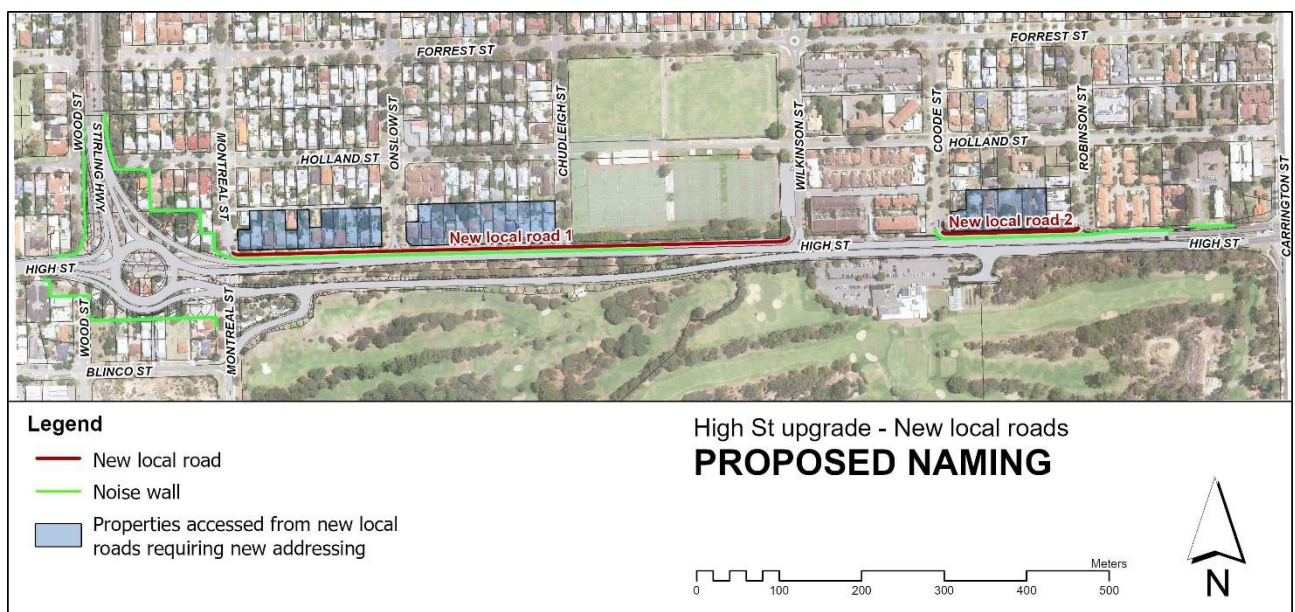 FORREST ST
FORREST ST
WOOD ST
STIRLING HWY
MONTREAL ST
ONSLOW ST
CHUDLEIGH ST
WILKINSON ST
COODE ST
ROBINSON ST
CARRINGTON ST
HOLLAND ST
HOLLAND ST
New local road 1
New local road 2
HIGH ST
HIGH ST
HIGH ST
WOOD ST
MONTREAL ST
BLINCO ST
Legend
New local road
Noise wall
Properties accessed from new local
roads requiring new addressing
High St upgrade - New local roads
PROPOSED NAMING
Meters
0 100 200 300 400 500
N